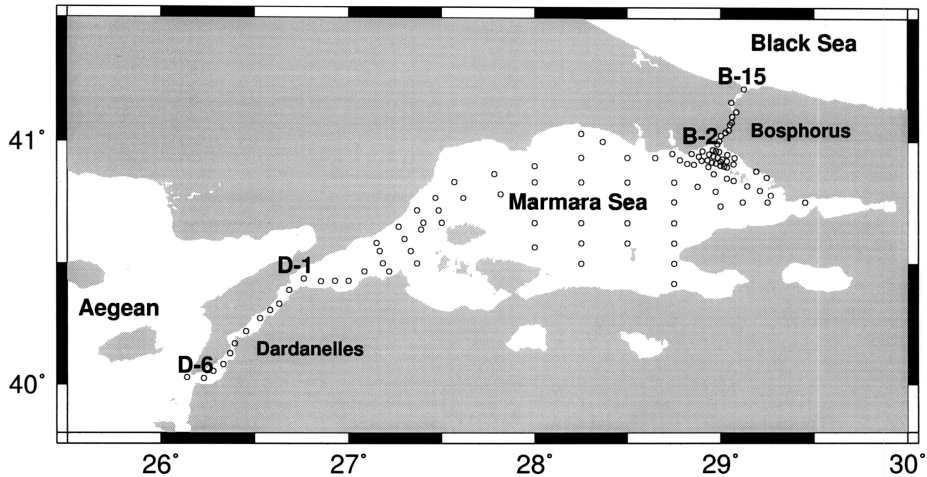 Black Sea
B-15
41°
B-2
Bosphorus
Marmara Sea
D-1
Aegean
Dardanelles
D-6
40°
26°
27°
28°
29°
30°